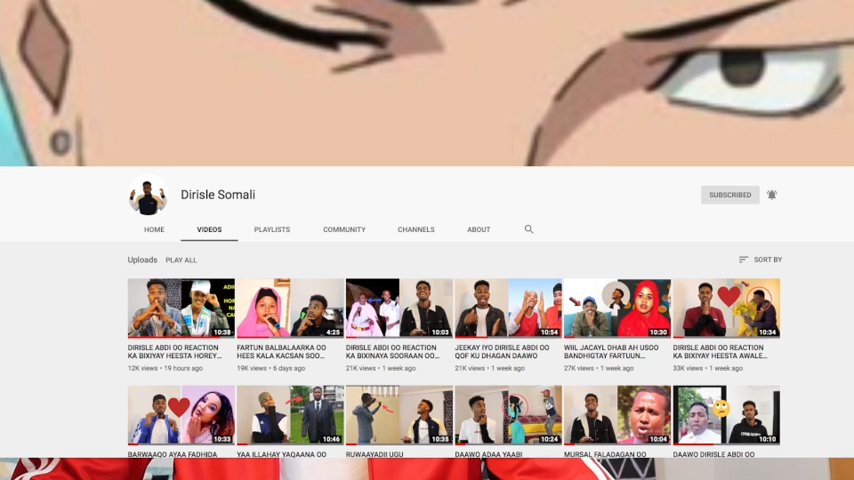 Dirisle Somali
SUBSCRIBED
HOME VIDEOS PLAYLISTS COMMUNITY CHANNELS ABOUT
Uploads PLAY ALL SORT BY
10:38 4:25 10:03 10:54 10:30 10:34
DIRISLE ABDI OO REACTION
KA BIXIYAY HEESTA HOREY...
12K views • 19 hours ago
FARTUN BALBALAARKA OO
HEES KALA KACSAN SOO...
19K views • 6 days ago
DIRISLE ABDI OO REACTION
KA BIXINAYA SOORAAN OO...
21K views • 1 week ago
JEEKAY IYO DIRISLE ABDI OO
QOF KU DHAGAN DAAWO
21K views • 1 week ago
WIIL JACAYL DHAB AH USOO
BANDHIGTAY FARTUUN...
27K views • 1 week ago
DIRISLE ABDI OO REACTION
KA BIXIYAY HEESTA AWALE...
33K views • 1 week ago
10:33 10:46 10:35 10:24 10:04 10:10
BARWAAQO AYAA FADHIDA
YAA ILLAHAY YAQAANA OO
RUWAAYADII UGU
DAAWO ADAA YAABI
MURSAL FALADAGAN OO
DAAWO DIRISLE ABDI OO